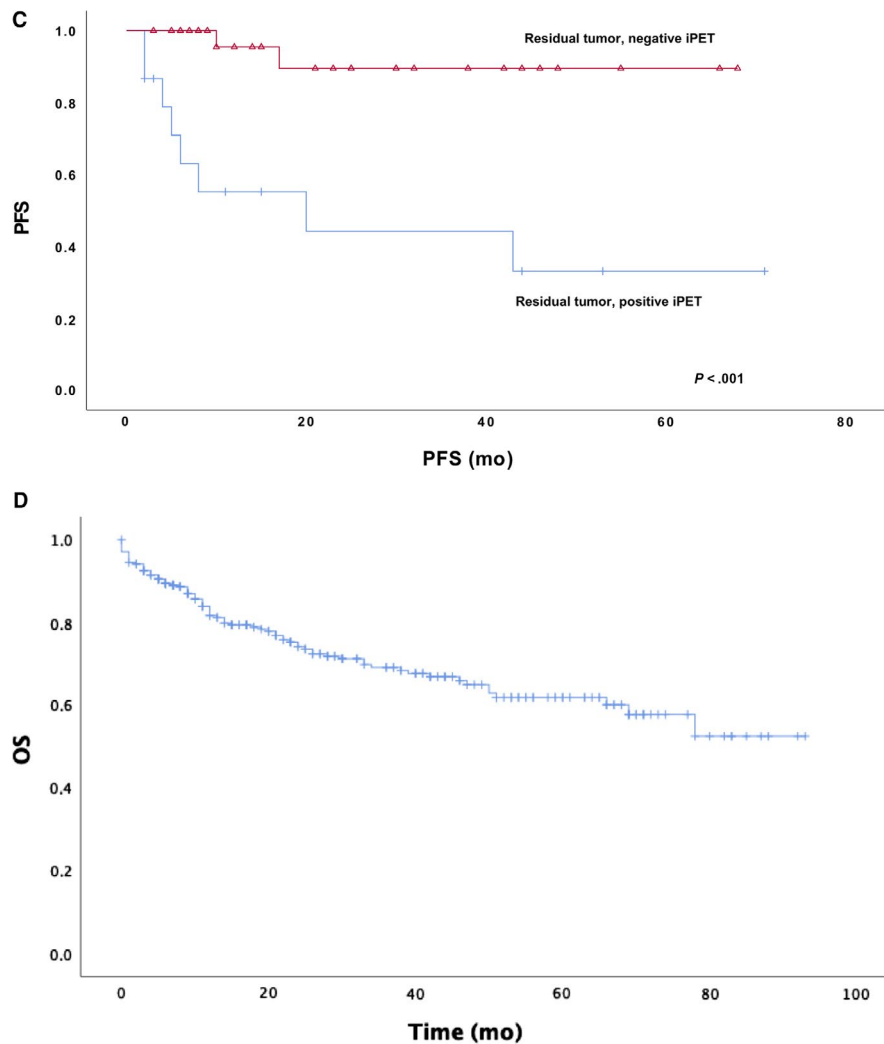 C
1.0
Residual tumor, negative iPET
0.8
0.6
PFS
0.4
Residual tumor, positive iPET
0.2
P < .001
0.0
0 20 40 60 80
PFS (mo)
D
1.0
0.8
0.6
OS
0.4
0.2
0.0
0 20 40 60 80 100
Time (mo)